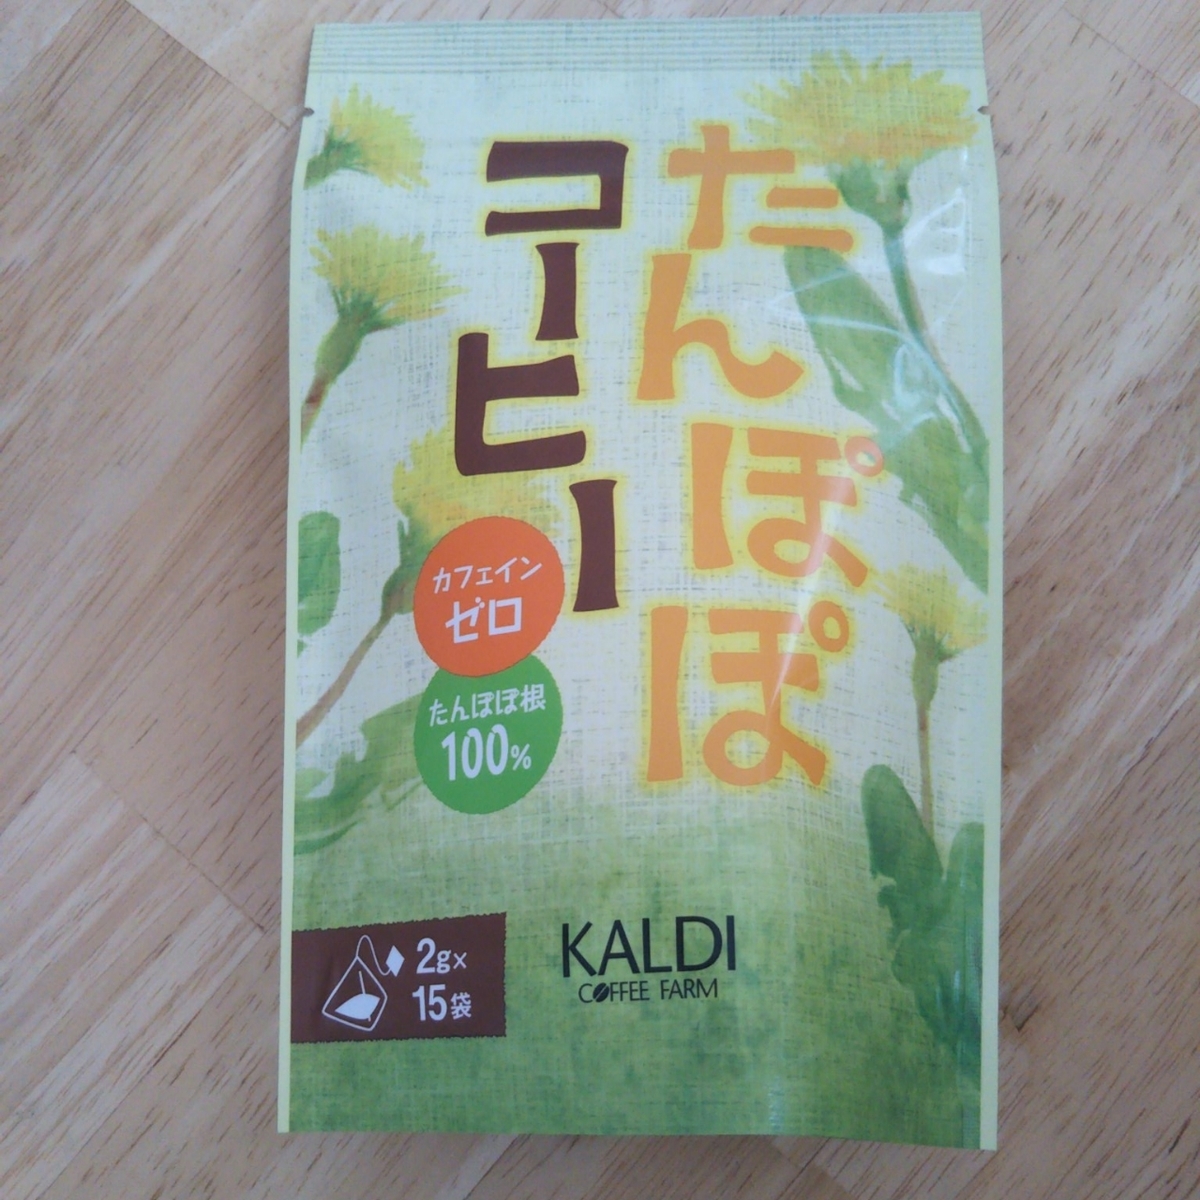 たんぽぽ
コーヒー
カフェイン
ゼロ
たんぽぽ根
100%
2g×
15袋
KALDI
COFFEE FARM